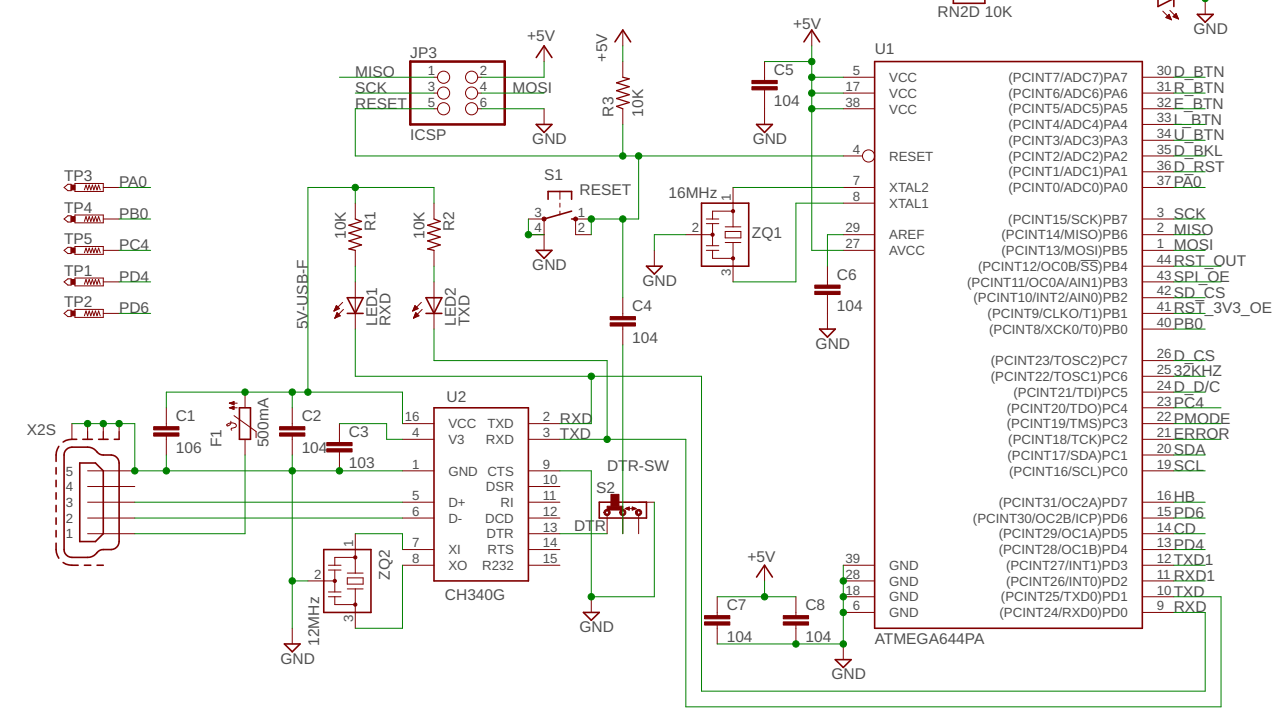 RN2D 10K
GND
+5V
+5V
+5V
JP3
MISO 1 2
SCK 3 4 MOSI
RESET 5 6
ICSP
GND
R3
10K
C5
104
GND
U1
ATMEGA644PA
5 VCC
17 VCC
38 VCC
4 RESET
7 XTAL2
8 XTAL1
29 AREF
27 AVCC
39 GND
28 GND
18 GND
6 GND
(PCINT7/ADC7)PA7 30 D_BTN
(PCINT6/ADC6)PA6 31 R_BTN
(PCINT5/ADC5)PA5 32 E_BTN
(PCINT4/ADC4)PA4 33 L_BTN
(PCINT3/ADC3)PA3 34 U_BTN
(PCINT2/ADC2)PA2 35 D_BKL
(PCINT1/ADC1)PA1 36 D_RST
(PCINT0/ADC0)PA0 37 PA0
(PCINT15/SCK)PB7 3 SCK
(PCINT14/MISO)PB6 2 MISO
(PCINT13/MOSI)PB5 1 MOSI
(PCINT12/OC0B/SS)PB4 44 RST_OUT
(PCINT11/OC0A/AIN1)PB3 43 SPI_OE
(PCINT10/INT2/AIN0)PB2 42 SD_CS
(PCINT9/CLKO/T1)PB1 41 RST_3V3_OE
(PCINT8/XCK0/T0)PB0 40 PB0
(PCINT23/TOSC2)PC7 26 D_CS
(PCINT22/TOSC1)PC6 25 32KHZ
(PCINT21/TDI)PC5 24 D_D/C
(PCINT20/TDO)PC4 23 PC4
(PCINT19/TMS)PC3 22 PMODE
(PCINT18/TCK)PC2 21 ERROR
(PCINT17/SDA)PC1 20 SDA
(PCINT16/SCL)PC0 19 SCL
(PCINT31/OC2A)PD7 16 HB
(PCINT30/OC2B/ICP)PD6 15 PD6
(PCINT29/OC1A)PD5 14 CD
(PCINT28/OC1B)PD4 13 PD4
(PCINT27/INT1)PD3 12 TXD1
(PCINT26/INT0)PD2 11 RXD1
(PCINT25/TXD0)PD1 10 TXD
(PCINT24/RXD0)PD0 9 RXD
TP3 PA0
TP4 PB0
TP5 PC4
TP1 PD4
TP2 PD6
S1
RESET
3 1
4 2
GND
16MHz
1
2
3
ZQ1
GND
C6
104
GND
10K
R1
10K
R2
LED1
RXD
LED2
TXD
5V-USB-F
C4
104
X2S
5
4
3
2
1
C1
106
F1
500mA
C2
104
C3
103
U2
16 VCC TXD 2 RXD
4 V3 RXD 3 TXD
1 GND CTS 9
DSR 10
5 D+ RI 11
6 D- DCD 12
DTR 13 DTR
7 XI RTS 14
8 XO R232 15
CH340G
DTR-SW
S2
GND
12MHz
1
2
3
ZQ2
GND
+5V
C7
104
C8
104
GND